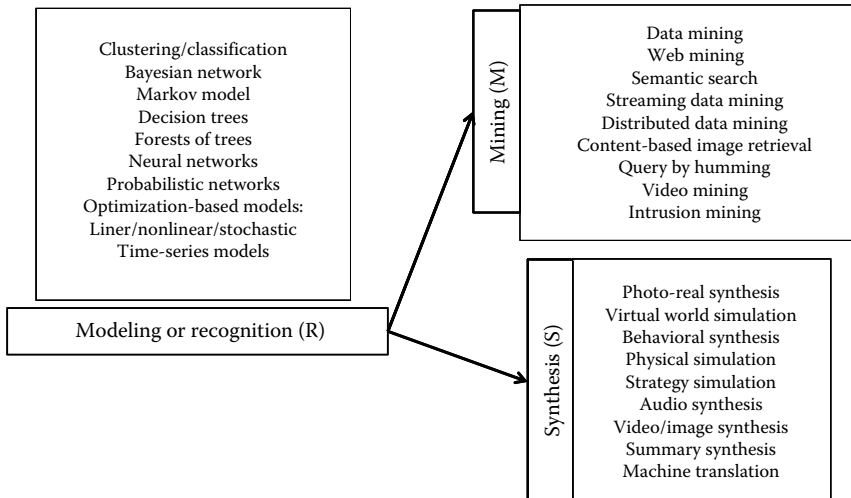 Clustering/classification
Bayesian network
Markov model
Decision trees
Forests of trees
Neural networks
Probabilistic networks
Optimization-based models:
Liner/nonlinear/stochastic
Time-series models
Modeling or recognition (R)
Mining (M)
Data mining
Web mining
Semantic search
Streaming data mining
Distributed data mining
Content-based image retrieval
Query by humming
Video mining
Intrusion mining
Synthesis (S)
Photo-real synthesis
Virtual world simulation
Behavioral synthesis
Physical simulation
Strategy simulation
Audio synthesis
Video/image synthesis
Summary synthesis
Machine translation